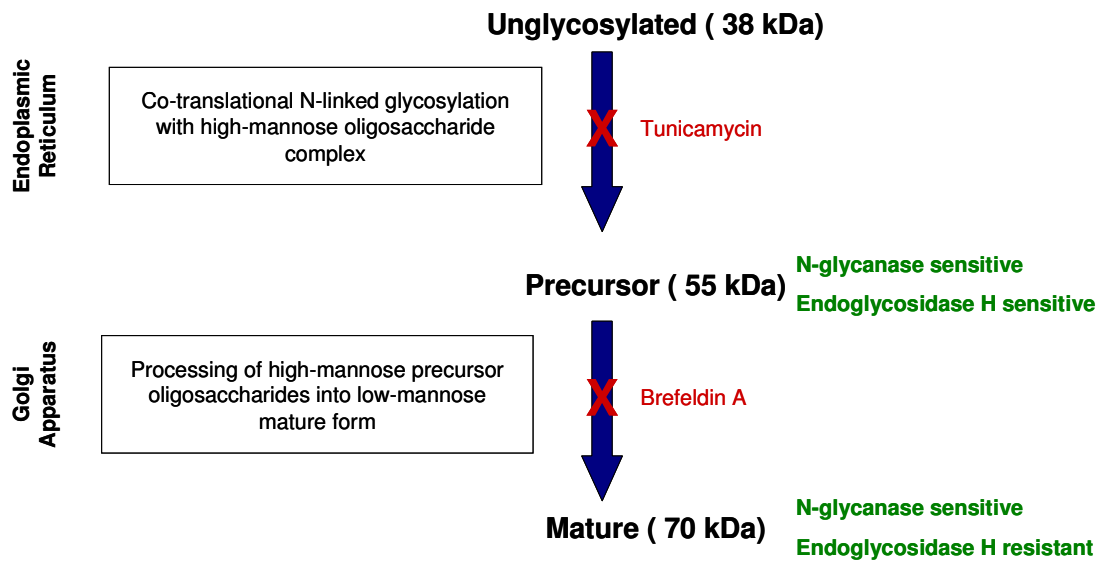 Unglycosylated ( 38 kDa)
Endoplasmic
Reticulum
Co-translational N-linked glycosylation
with high-mannose oligosaccharide
complex
X
Tunicamycin
Precursor ( 55 kDa)
N-glycanase sensitive
Endoglycosidase H sensitive
Golgi
Apparatus
Processing of high-mannose precursor
oligosaccharides into low-mannose
mature form
X
Brefeldin A
Mature ( 70 kDa)
N-glycanase sensitive
Endoglycosidase H resistant